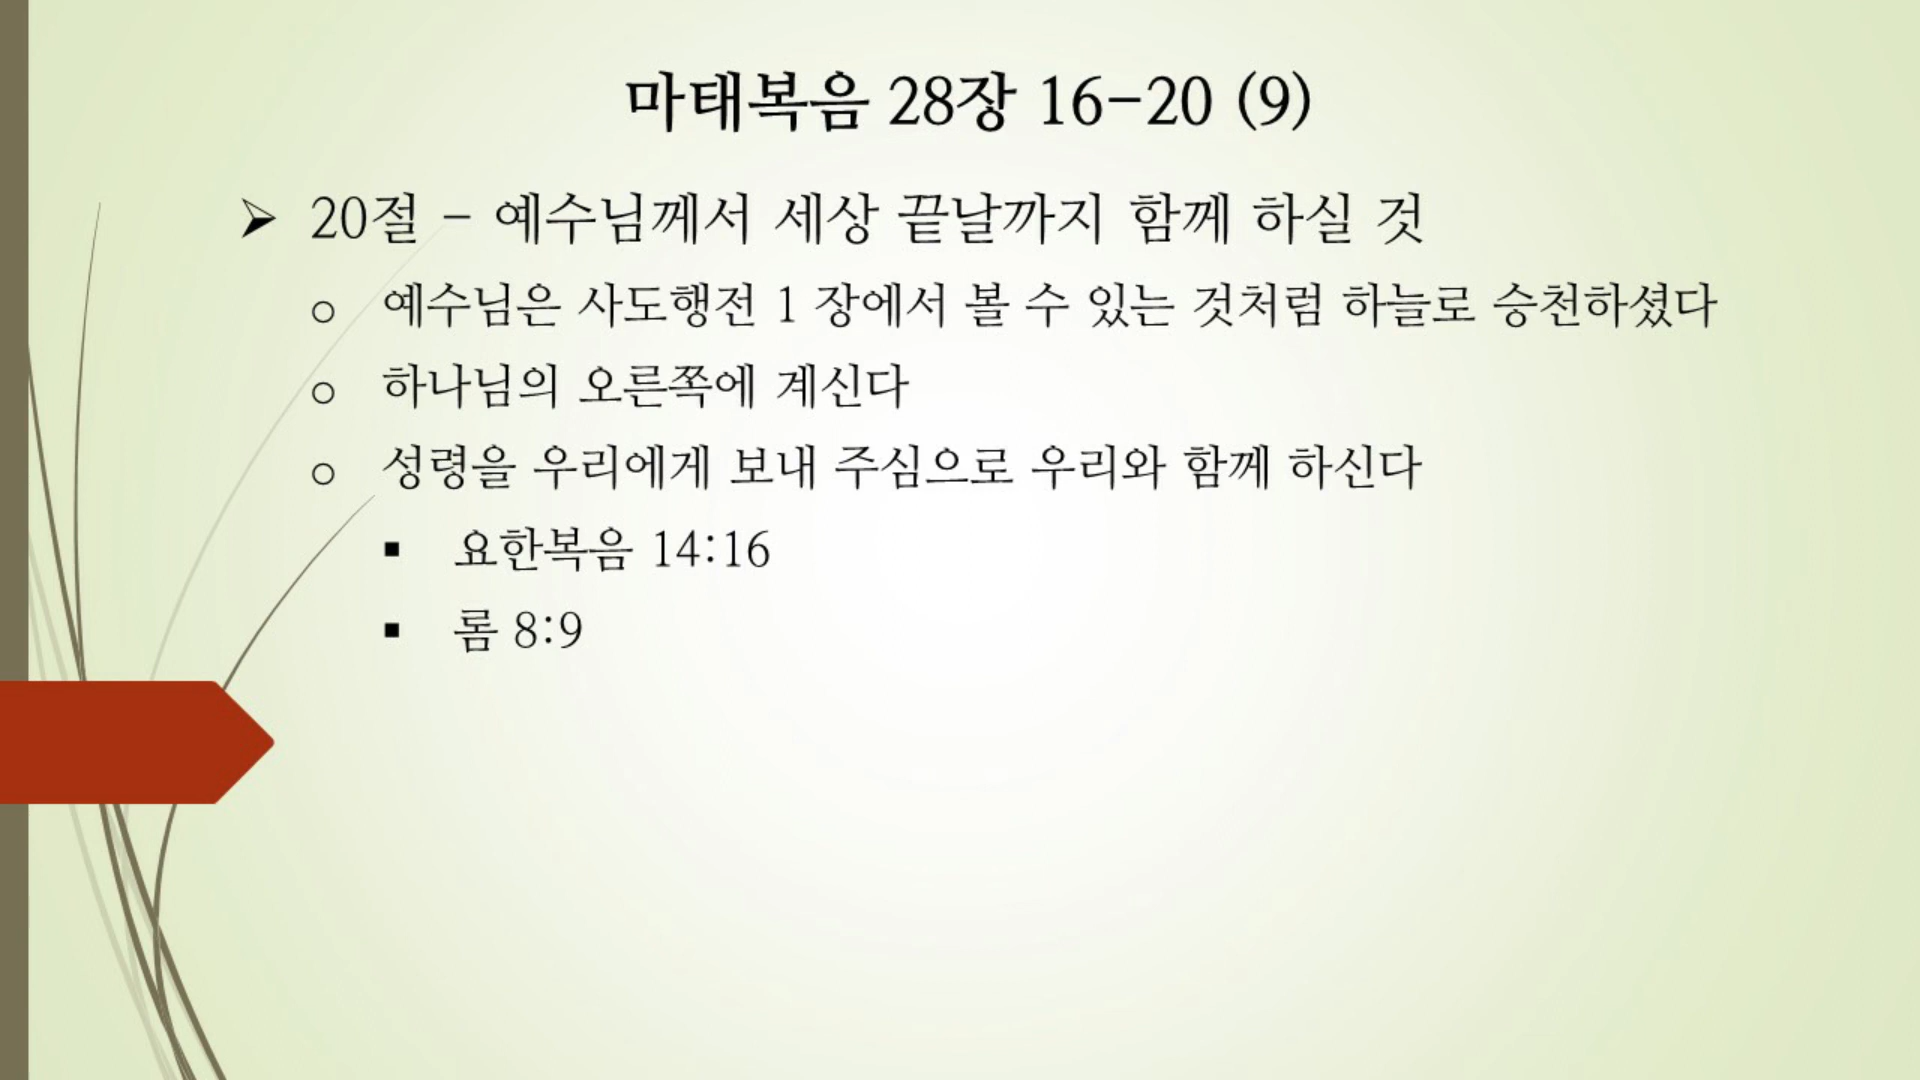 마태복음 28장 16-20 (9)
➢ 20절 - 예수님께서 세상 끝날까지 함께 하실 것
o 예수님은 사도행전 1 장에서 볼 수 있는 것처럼 하늘로 승천하셨다
o 하나님의 오른쪽에 계신다
o 성령을 우리에게 보내 주심으로 우리와 함께 하신다
▪ 요한복음 14:16
▪ 롬 8:9